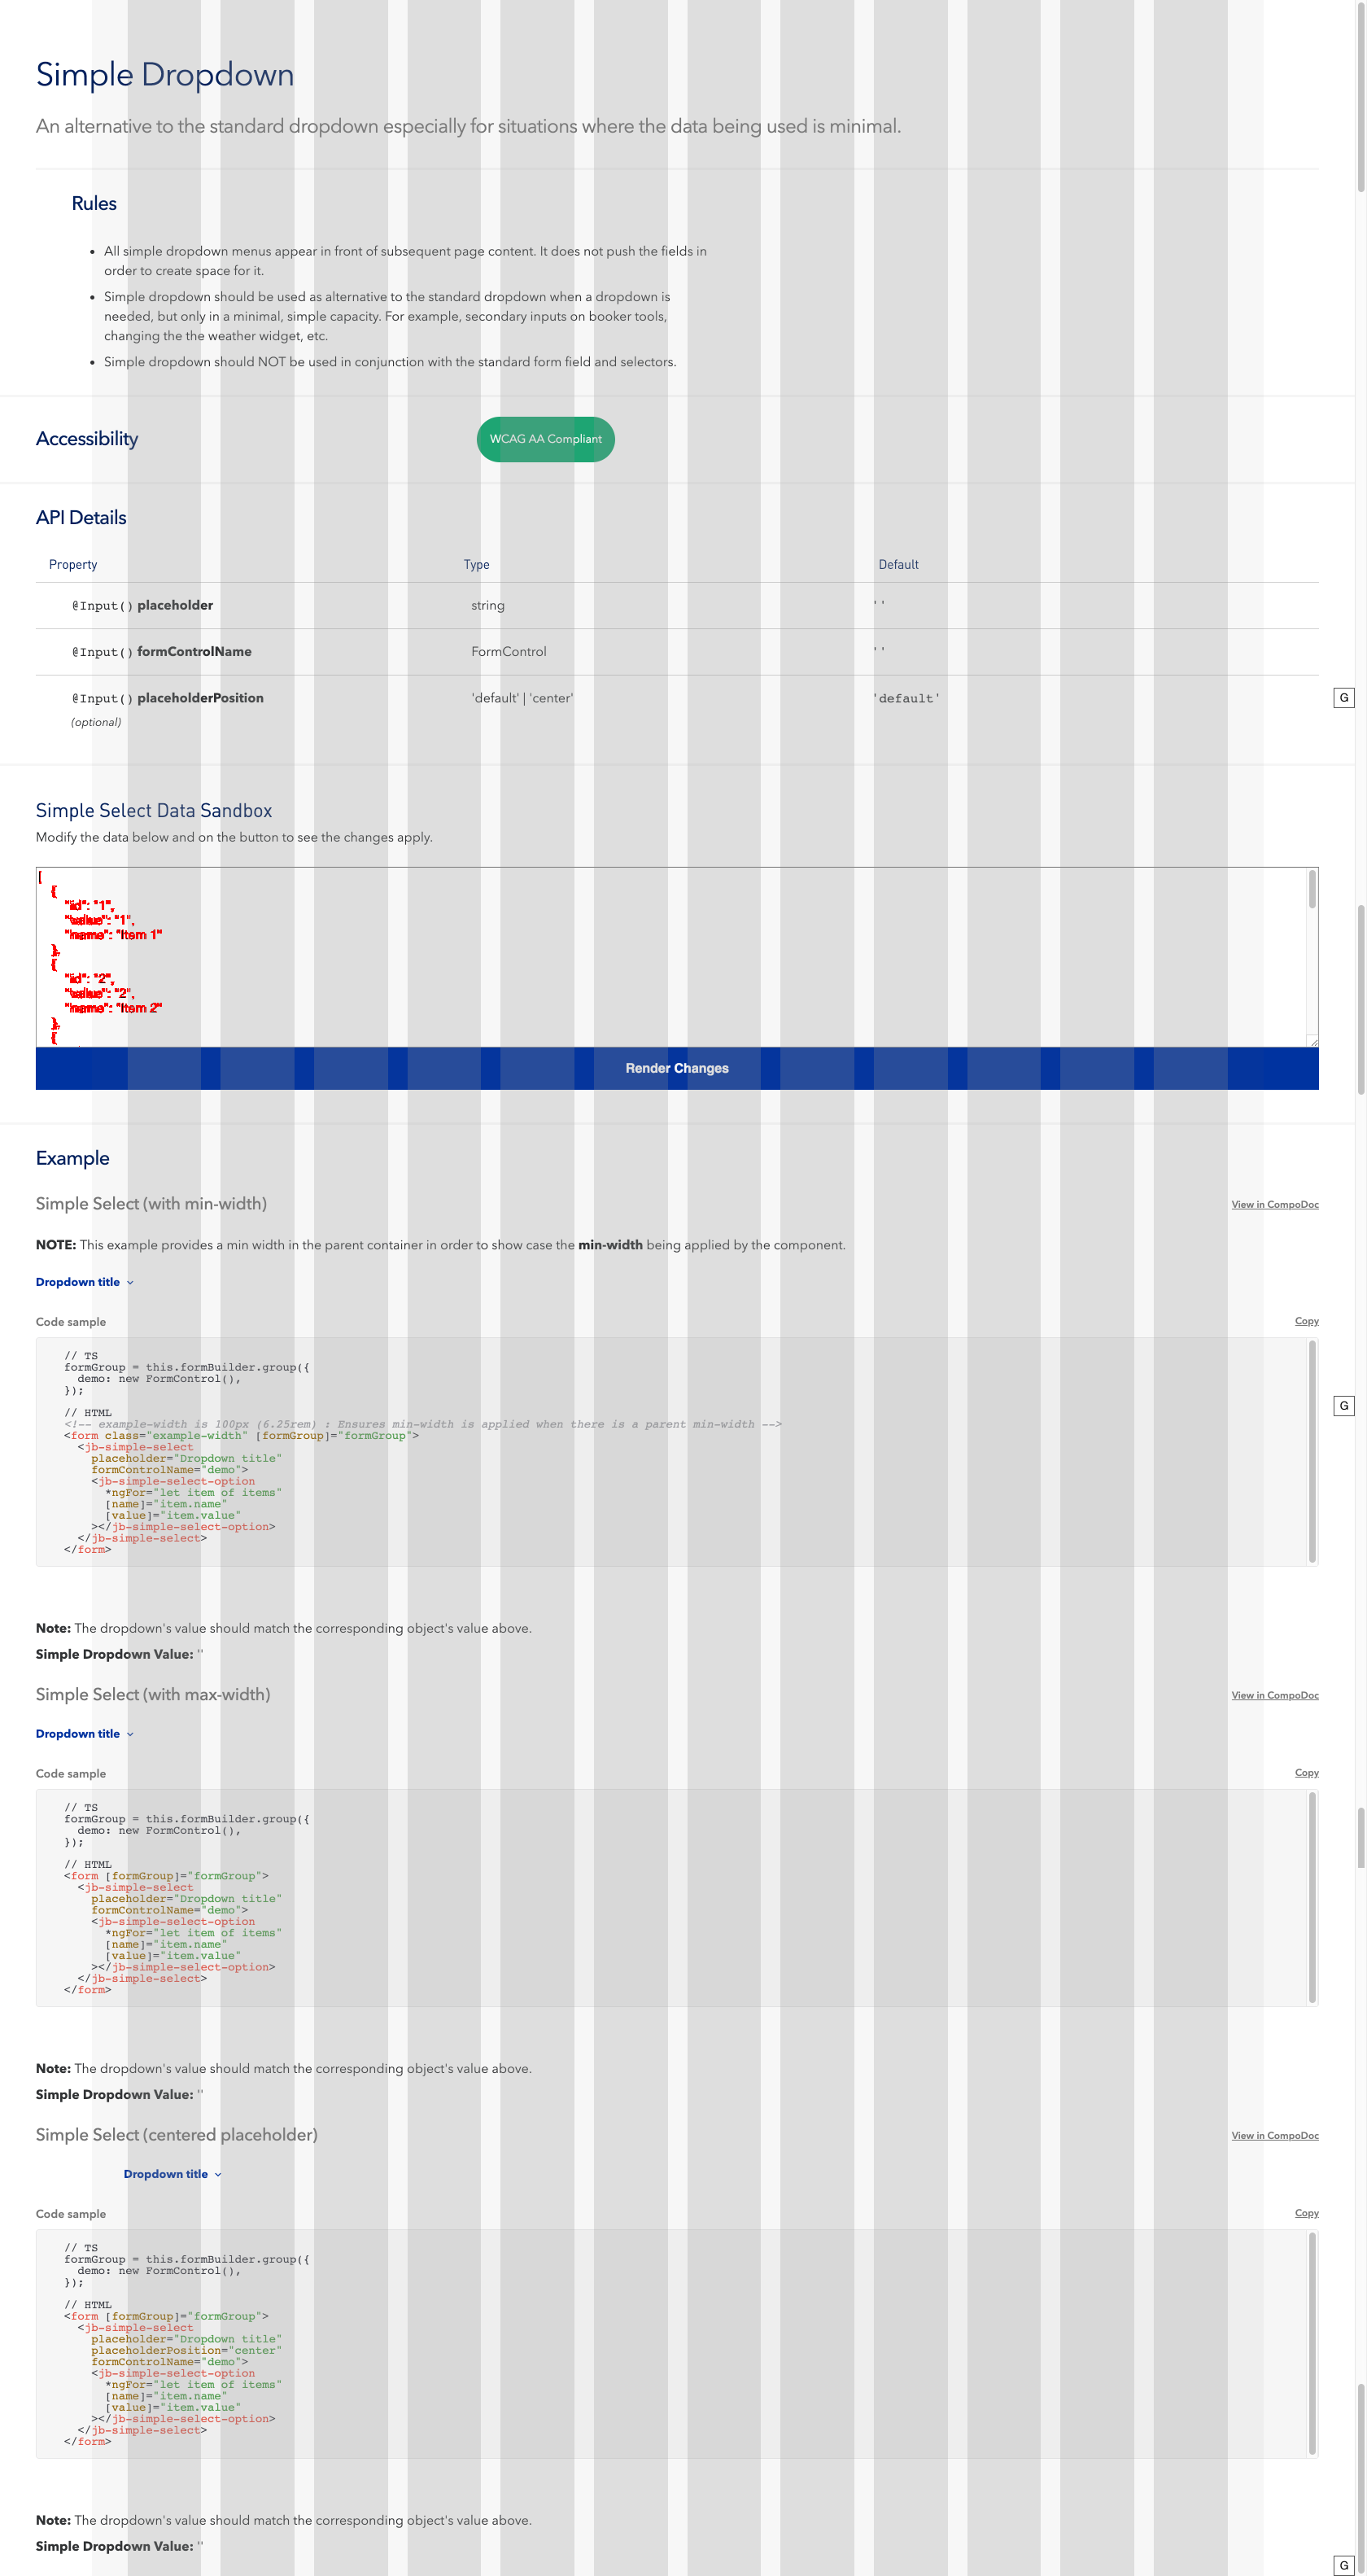 Simple Dropdown
An alternative to the standard dropdown especially for situations where the data being used is minimal.
Rules
• All simple dropdown menus appear in front of subsequent page content. It does not push the fields in
order to create space for it.
• Simple dropdown should be used as alternative to the standard dropdown when a dropdown is
needed, but only in a minimal, simple capacity. For example, secondary inputs on booker tools,
changing the the weather widget, etc.
• Simple dropdown should NOT be used in conjunction with the standard form field and selectors.
Accessibility WCAG AA Compliant
API Details
Property Type Default
@Input() placeholder string ''
@Input() formControlName FormControl ''
@Input() placeholderPosition 'default' | 'center' 'default'
G
(optional)
Simple Select Data Sandbox
Modify the data below and on the button to see the changes apply.
[
{
"id": "1",
"value": "1",
"name": "Item 1"
},
{
"id": "2",
"value": "2",
"name": "Item 2"
},
{
Render Changes
Example
Simple Select (with min-width) View in CompoDoc
NOTE: This example provides a min width in the parent container in order to show case the min-width being applied by the component.
Dropdown title
Code sample Copy
// TS
formGroup = this.formBuilder.group({
  demo: new FormControl(),
});
// HTML
G
<!-- example-width is 100px (6.25rem) : Ensures min-width is applied when there is a parent min-width -->
<form class="example-width" [formGroup]="formGroup">
  <jb-simple-select
    placeholder="Dropdown title"
    formControlName="demo">
    <jb-simple-select-option
      *ngFor="let item of items"
      [name]="item.name"
      [value]="item.value"
    ></jb-simple-select-option>
  </jb-simple-select>
</form>
Note: The dropdown's value should match the corresponding object's value above.
Simple Dropdown Value: ''
Simple Select (with max-width) View in CompoDoc
Dropdown title
Code sample Copy
// TS
formGroup = this.formBuilder.group({
  demo: new FormControl(),
});
// HTML
<form [formGroup]="formGroup">
  <jb-simple-select
    placeholder="Dropdown title"
    formControlName="demo">
    <jb-simple-select-option
      *ngFor="let item of items"
      [name]="item.name"
      [value]="item.value"
    ></jb-simple-select-option>
  </jb-simple-select>
</form>
Note: The dropdown's value should match the corresponding object's value above.
Simple Dropdown Value: ''
Simple Select (centered placeholder) View in CompoDoc
Dropdown title
Code sample Copy
// TS
formGroup = this.formBuilder.group({
  demo: new FormControl(),
});
// HTML
<form [formGroup]="formGroup">
  <jb-simple-select
    placeholder="Dropdown title"
    placeholderPosition="center"
    formControlName="demo">
    <jb-simple-select-option
      *ngFor="let item of items"
      [name]="item.name"
      [value]="item.value"
    ></jb-simple-select-option>
  </jb-simple-select>
</form>
Note: The dropdown's value should match the corresponding object's value above.
Simple Dropdown Value: ''
G